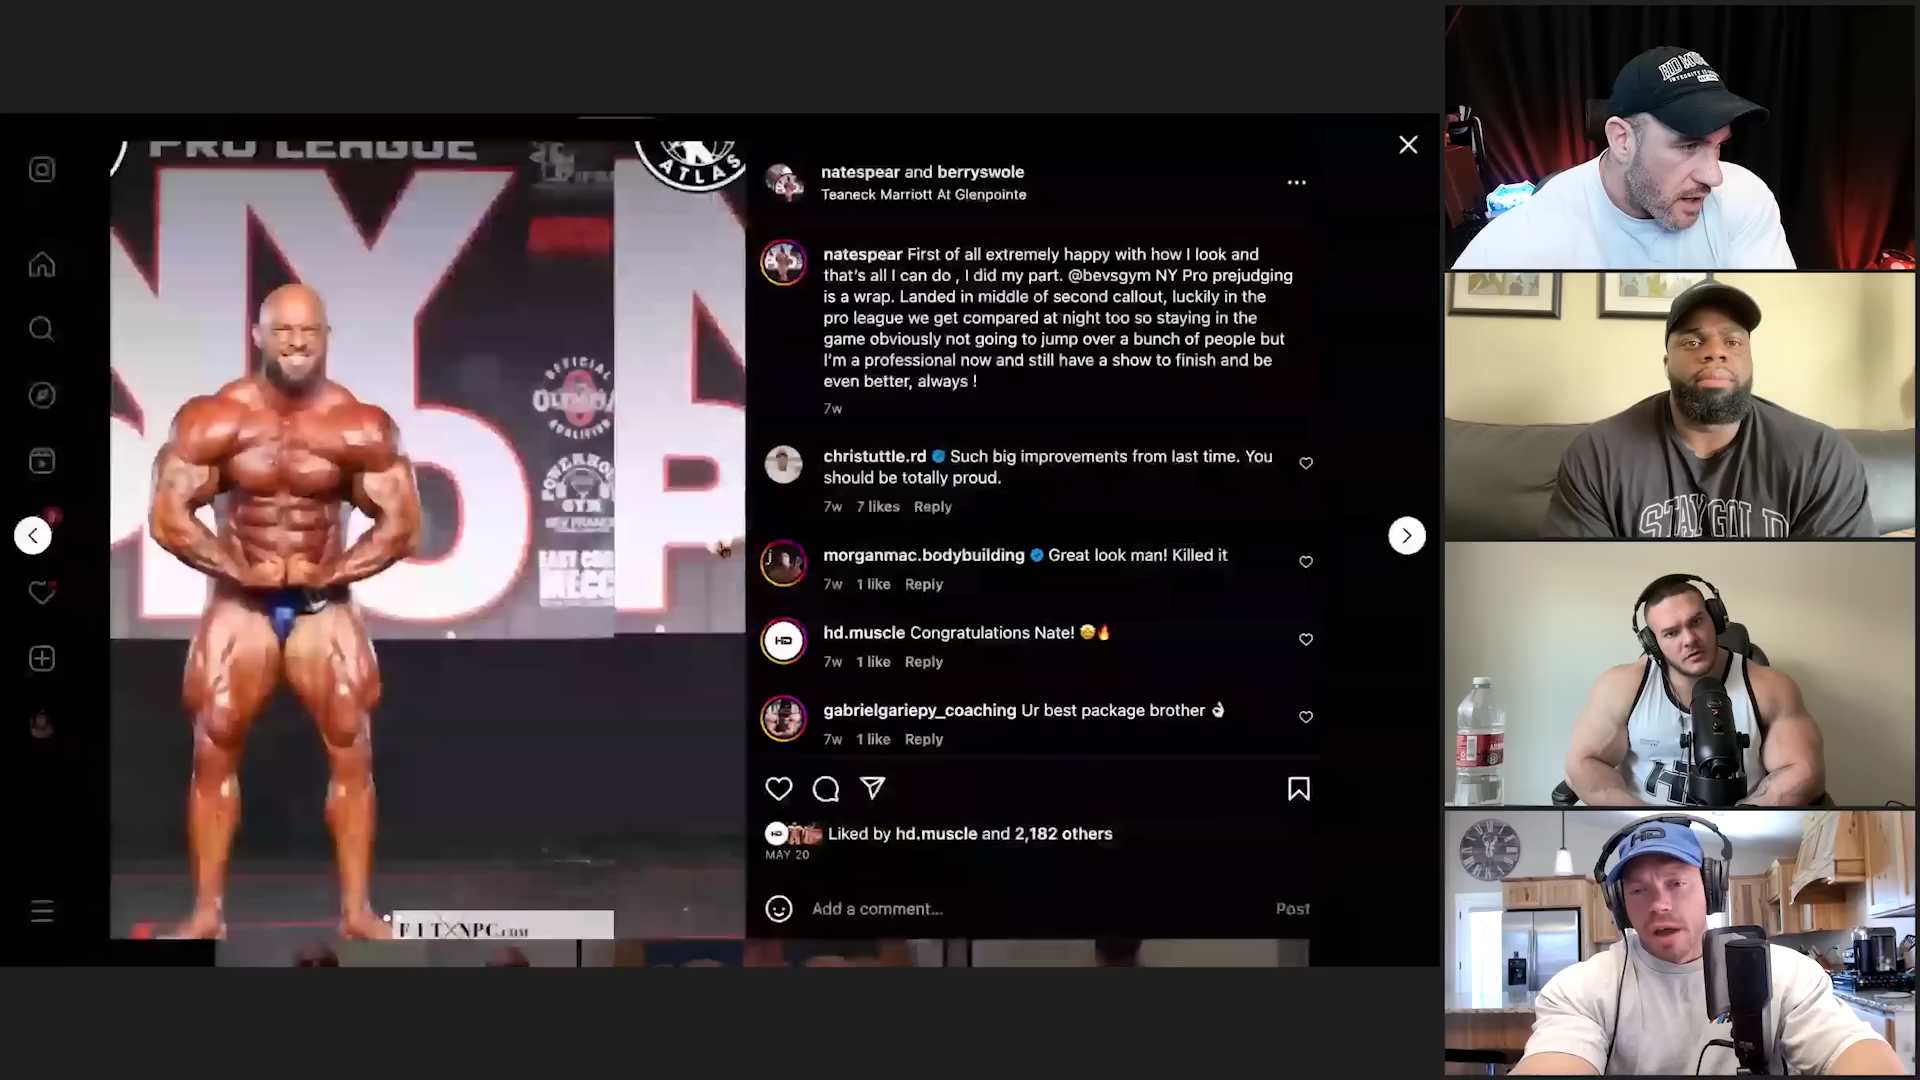 PRO LEAGUE
ATLAS
NY
OFFICIAL
OLYMPIA
QUALIFIER
POWERHOUSE
GYM
P
FITXNPC.COM
natespear and berryswole
Teaneck Marriott At Glenpointe
natespear First of all extremely happy with how I look and
that's all I can do , I did my part. @bevsgym NY Pro prejudging
is a wrap. Landed in middle of second callout, luckily in the
pro league we get compared at night too so staying in the
game obviously not going to jump over a bunch of people but
I'm a professional now and still have a show to finish and be
even better, always !
7w
christuttle.rd Such big improvements from last time. You
should be totally proud.
7w 7 likes Reply
morganmac.bodybuilding Great look man! Killed it
7w 1 like Reply
HD
hd.muscle Congratulations Nate! 🤩🔥
7w 1 like Reply
gabrielgariepy_coaching Ur best package brother 👌
7w 1 like Reply
HD
Liked by hd.muscle and 2,182 others
MAY 20
Add a comment...
Post
STAY GOLD
HD